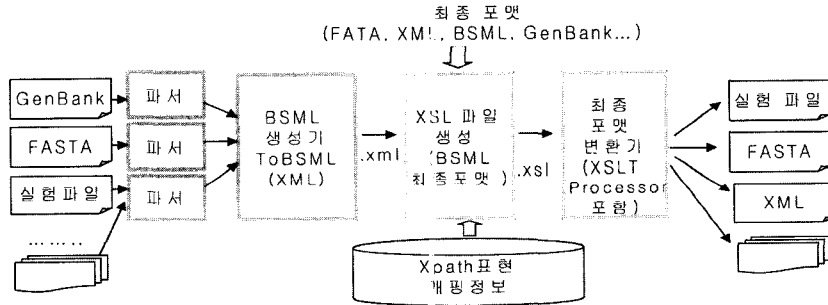 최종 포맷
(FATA, XML, BSML, GenBank...)
GenBank
FASTA
실험파일
........
파서
파서
파서
BSML
생성기
ToBSML
(XML)
.xml
XSL 파일
생성
(BSML
최종포맷)
.xsl
최종
포맷
변환기
(XSLT
Processor
포함)
실험 파일
FASTA
XML
Xpath표현
매핑정보